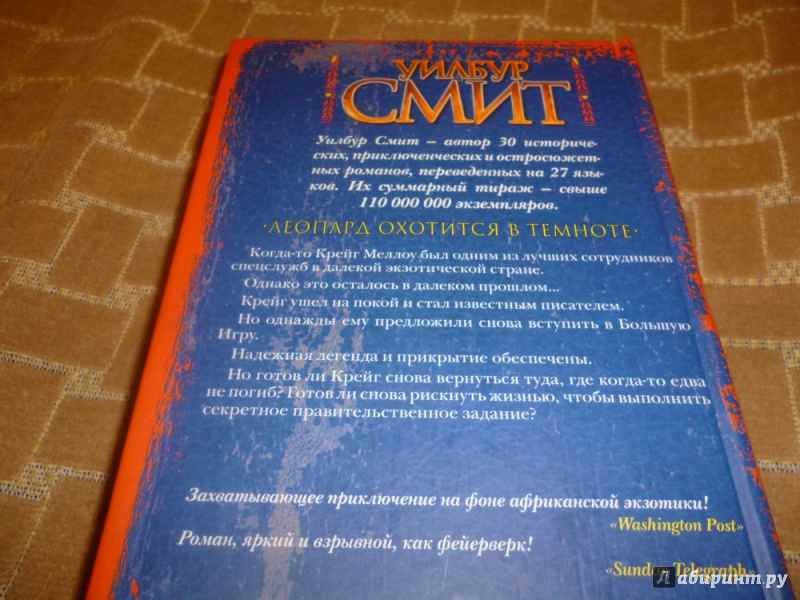 УИЛБУР
СМИТ
Уилбур Смит – автор 30 историче-
ских, приключенческих и остросюжет-
ных романов, переведенных на 27 язы-
ков. Их суммарный тираж – свыше
110 000 000 экземпляров.
·ЛЕОПАРД ОХОТИТСЯ В ТЕМНОТЕ·
Когда-то Крейг Меллоу был одним из лучших сотрудников
спецслужб в далекой экзотической стране.
Однако это осталось в далеком прошлом...
Крейг ушел на покой и стал известным писателем.
Но однажды ему предложили снова вступить в Большую
Игру.
Надежная легенда и прикрытие обеспечены.
Но готов ли Крейг снова вернуться туда, где когда-то едва
не погиб? Готов ли снова рискнуть жизнью, чтобы выполнить
секретное правительственное задание?
Захватывающее приключение на фоне африканской экзотики!
«Washington Post»
Роман, яркий и взрывной, как фейерверк!
«Sunday Telegraph»
Лабиринт.ру